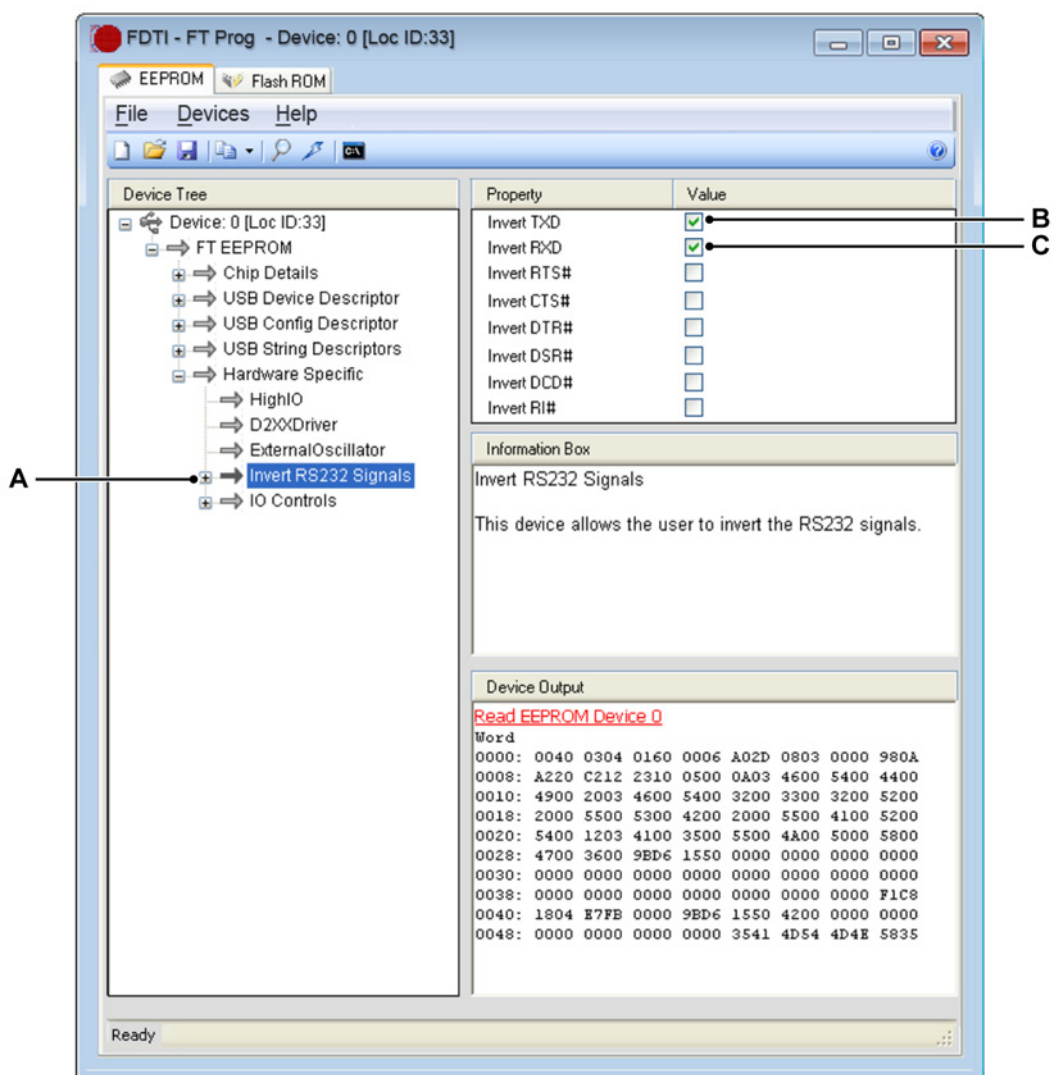 FDTI - FT Prog - Device: 0 [Loc ID:33]
EEPROM
Flash ROM
File Devices Help
C:\
Device Tree
Device: 0 [Loc ID:33]
FT EEPROM
Chip Details
USB Device Descriptor
USB Config Descriptor
USB String Descriptors
Hardware Specific
HighIO
D2XXDriver
ExternalOscillator
A
Invert RS232 Signals
IO Controls
Property Value
Invert TXD
B
Invert RXD
C
Invert RTS#
Invert CTS#
Invert DTR#
Invert DSR#
Invert DCD#
Invert RI#
Information Box
Invert RS232 Signals
This device allows the user to invert the RS232 signals.
Device Output
Read EEPROM Device 0
Word
0000: 0040 0304 0160 0006 A02D 0803 0000 980A
0008: A220 C212 2310 0500 0A03 4600 5400 4400
0010: 4900 2003 4600 5400 3200 3300 3200 5200
0018: 2000 5500 5300 4200 2000 5500 4100 5200
0020: 5400 1203 4100 3500 5500 4A00 5000 5800
0028: 4700 3600 9BD6 1550 0000 0000 0000 0000
0030: 0000 0000 0000 0000 0000 0000 0000 0000
0038: 0000 0000 0000 0000 0000 0000 0000 F1C8
0040: 1804 E7FB 0000 9BD6 1550 4200 0000 0000
0048: 0000 0000 0000 0000 3541 4D54 4D4E 5835
Ready